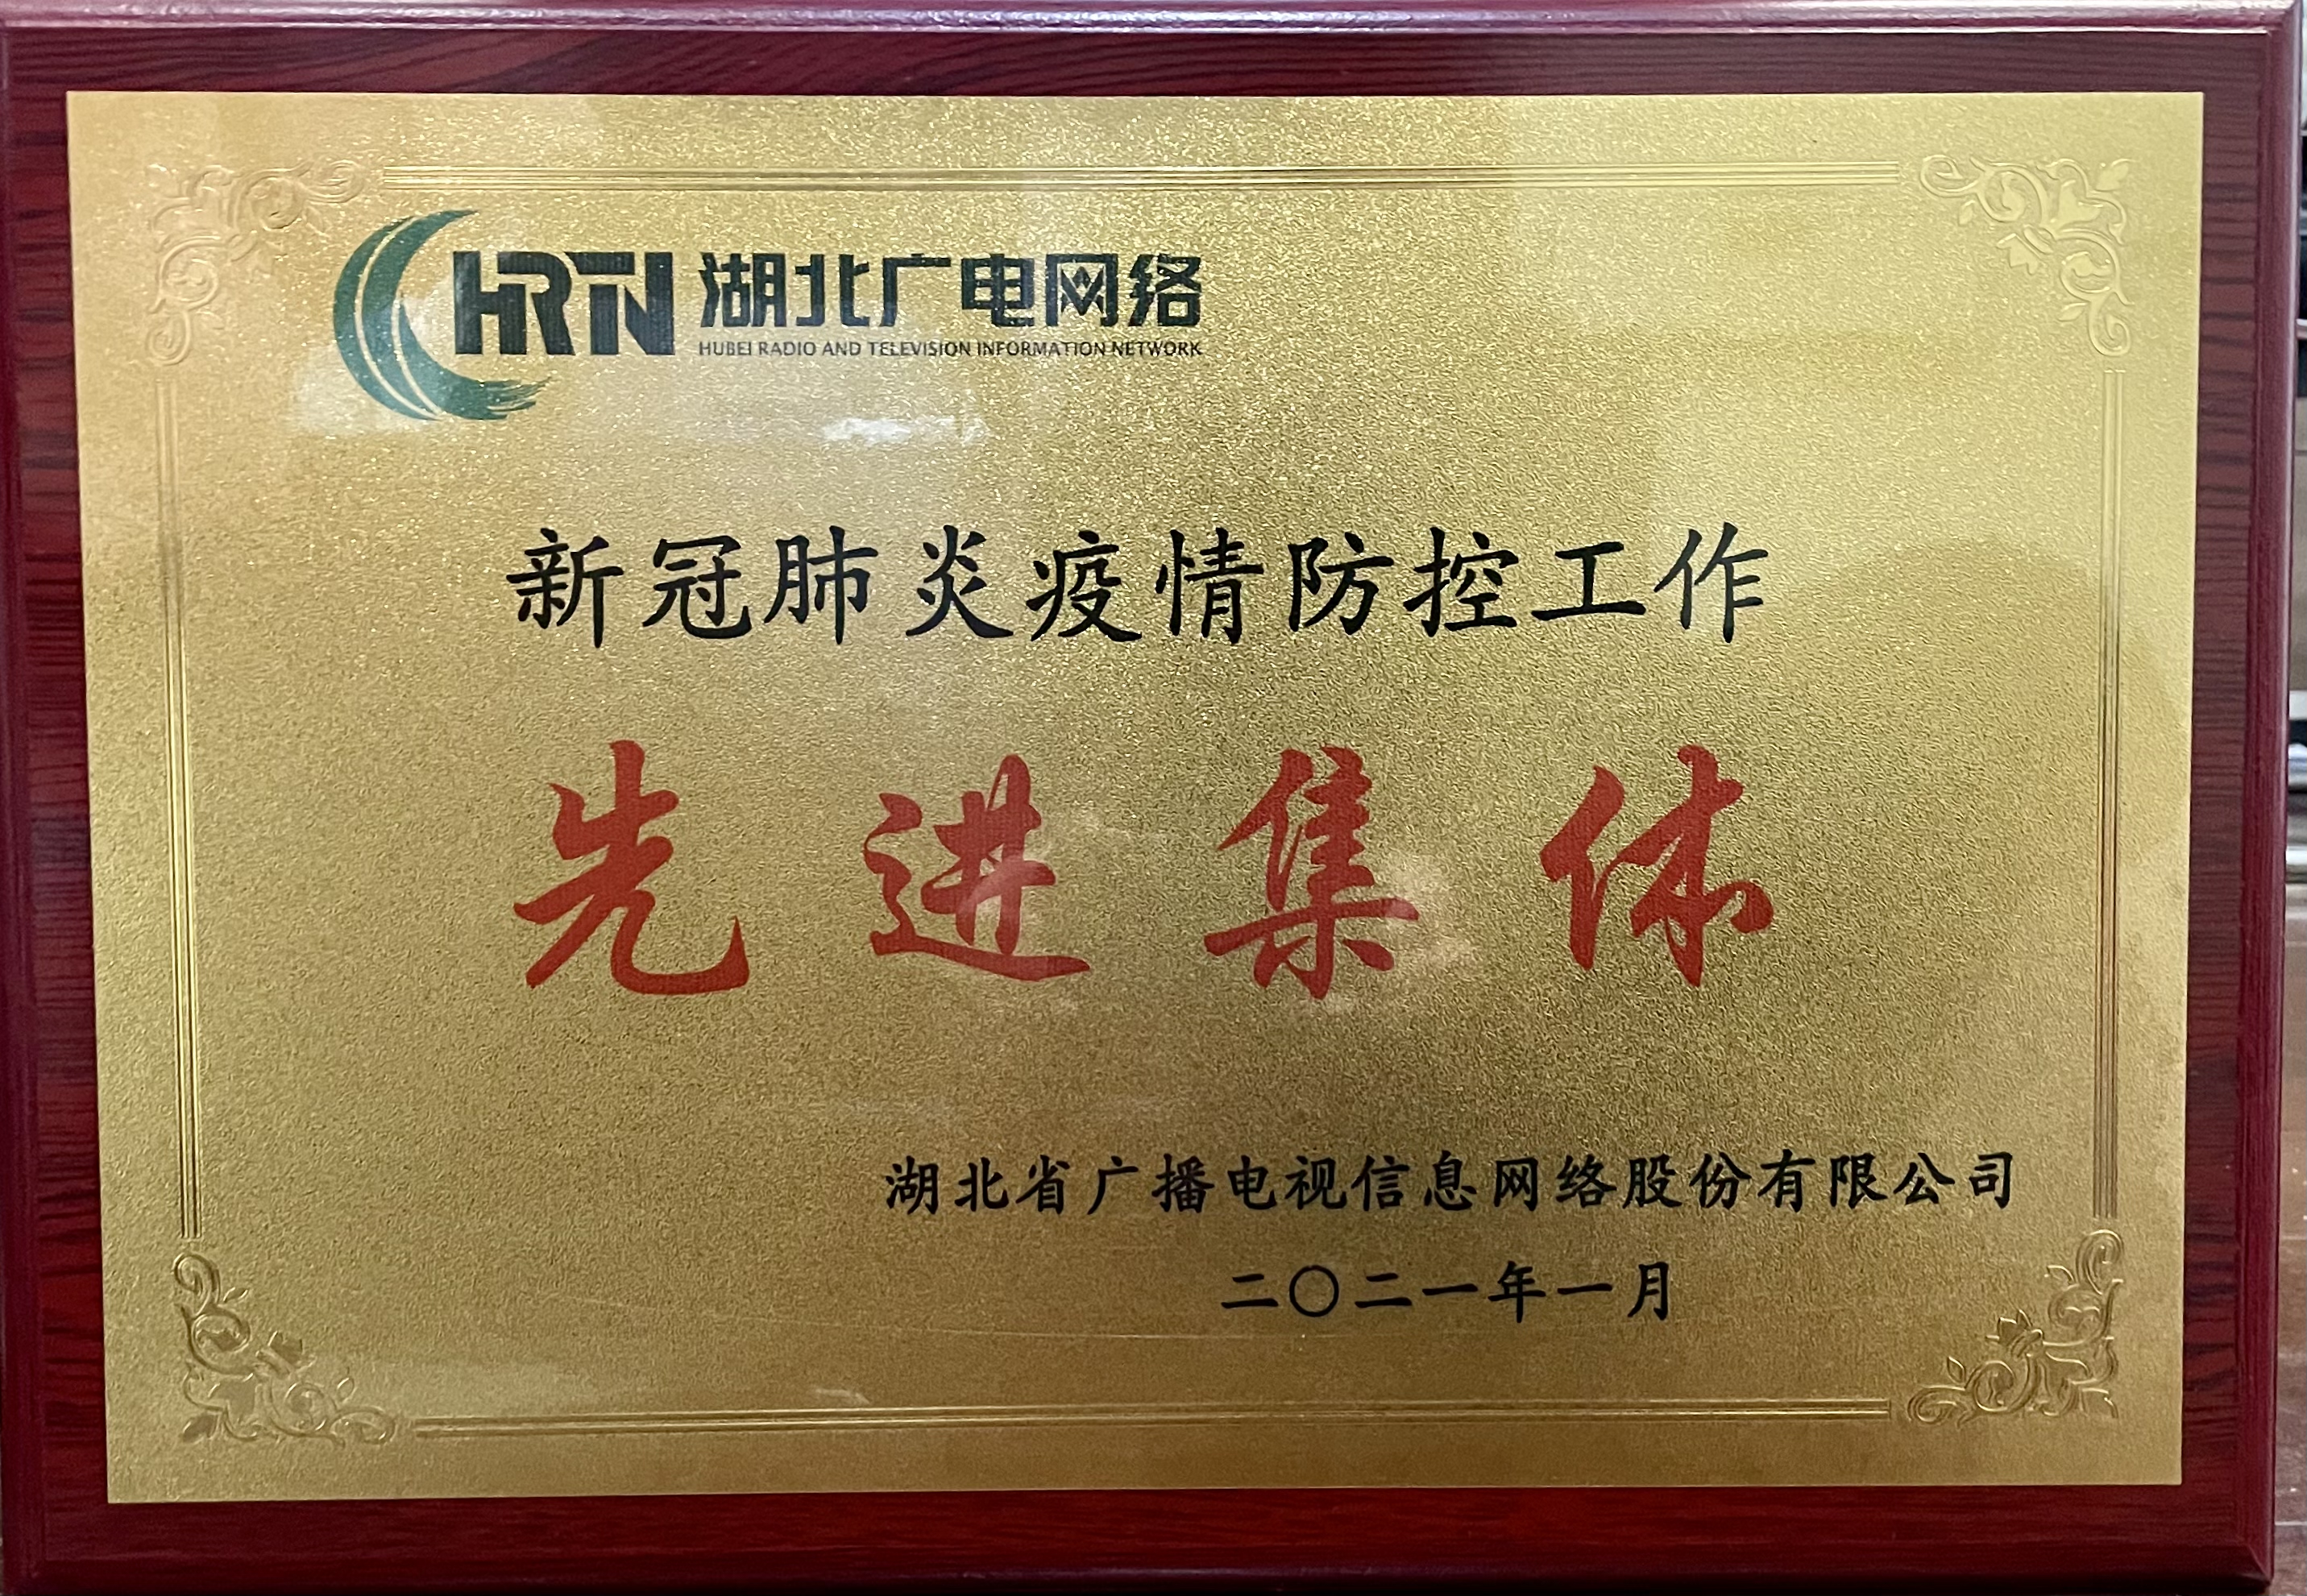 HRTN 湖北广电网络
HUBEI RADIO AND TELEVISION INFORMATION NETWORK
新冠肺炎疫情防控工作
先进集体
湖北省广播电视信息网络股份有限公司
二〇二一年一月